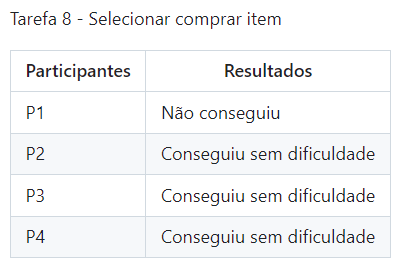 Tarefa 8 - Selecionar comprar item
Participantes Resultados
P1 Não conseguiu
P2 Conseguiu sem dificuldade
P3 Conseguiu sem dificuldade
P4 Conseguiu sem dificuldade